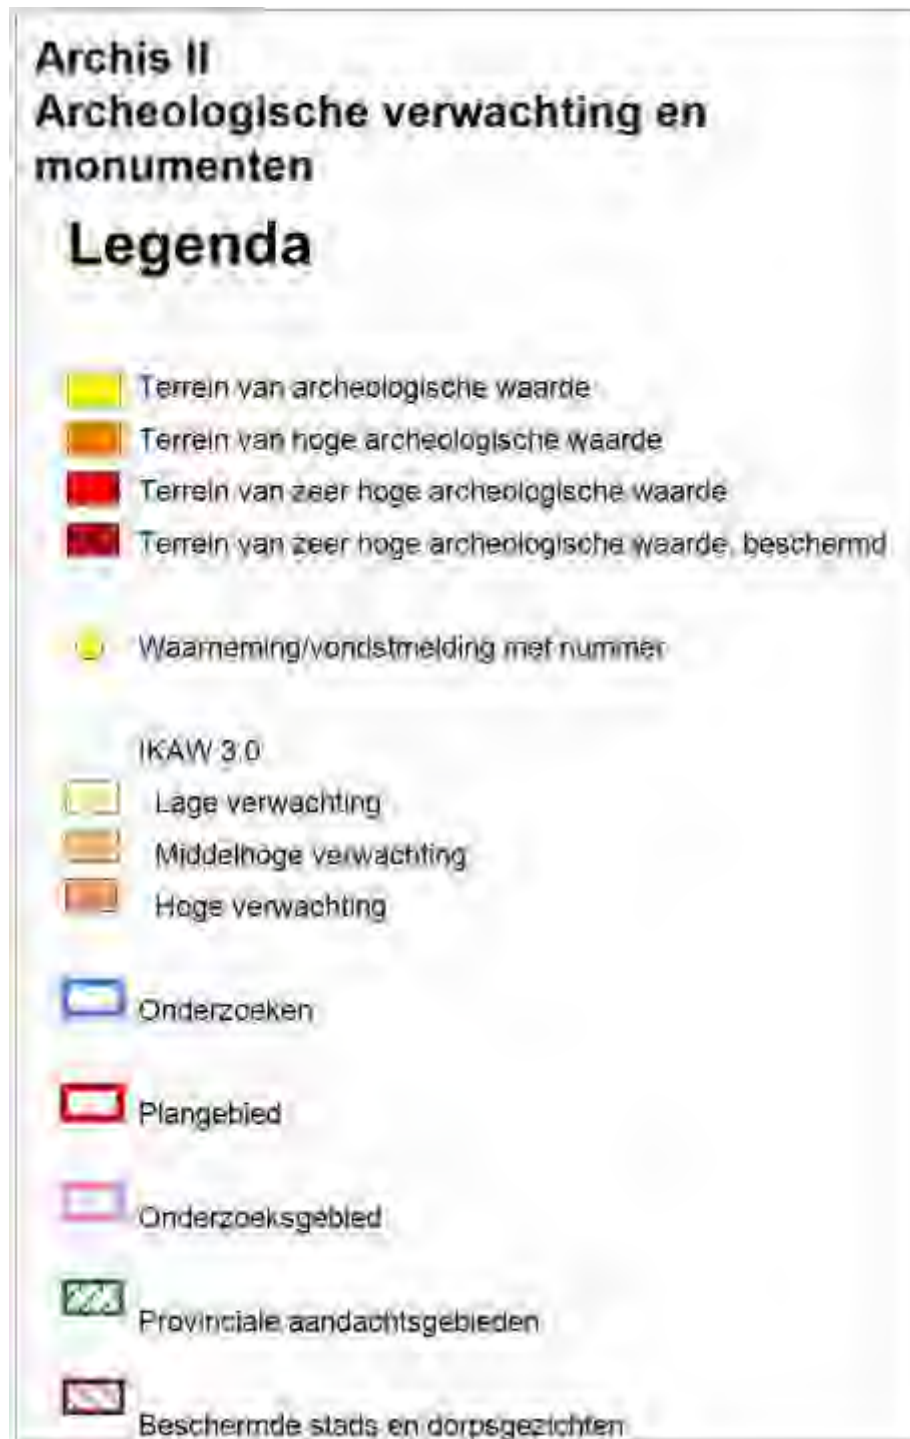 Archis II
Archeologische verwachting en
monumenten
Legenda
Terrein van archeologische waarde
Terrein van hoge archeologische waarde
Terrein van zeer hoge archeologische waarde
Terrein van zeer hoge archeologische waarde, beschermd
Waarneming/vondstmelding met nummer
IKAW 3.0
Lage verwachting
Middelhoge verwachting
Hoge verwachting
Onderzoeken
Plangebied
Onderzoeksgebied
Provinciale aandachtsgebieden
Beschermde stads en dorpsgezichten